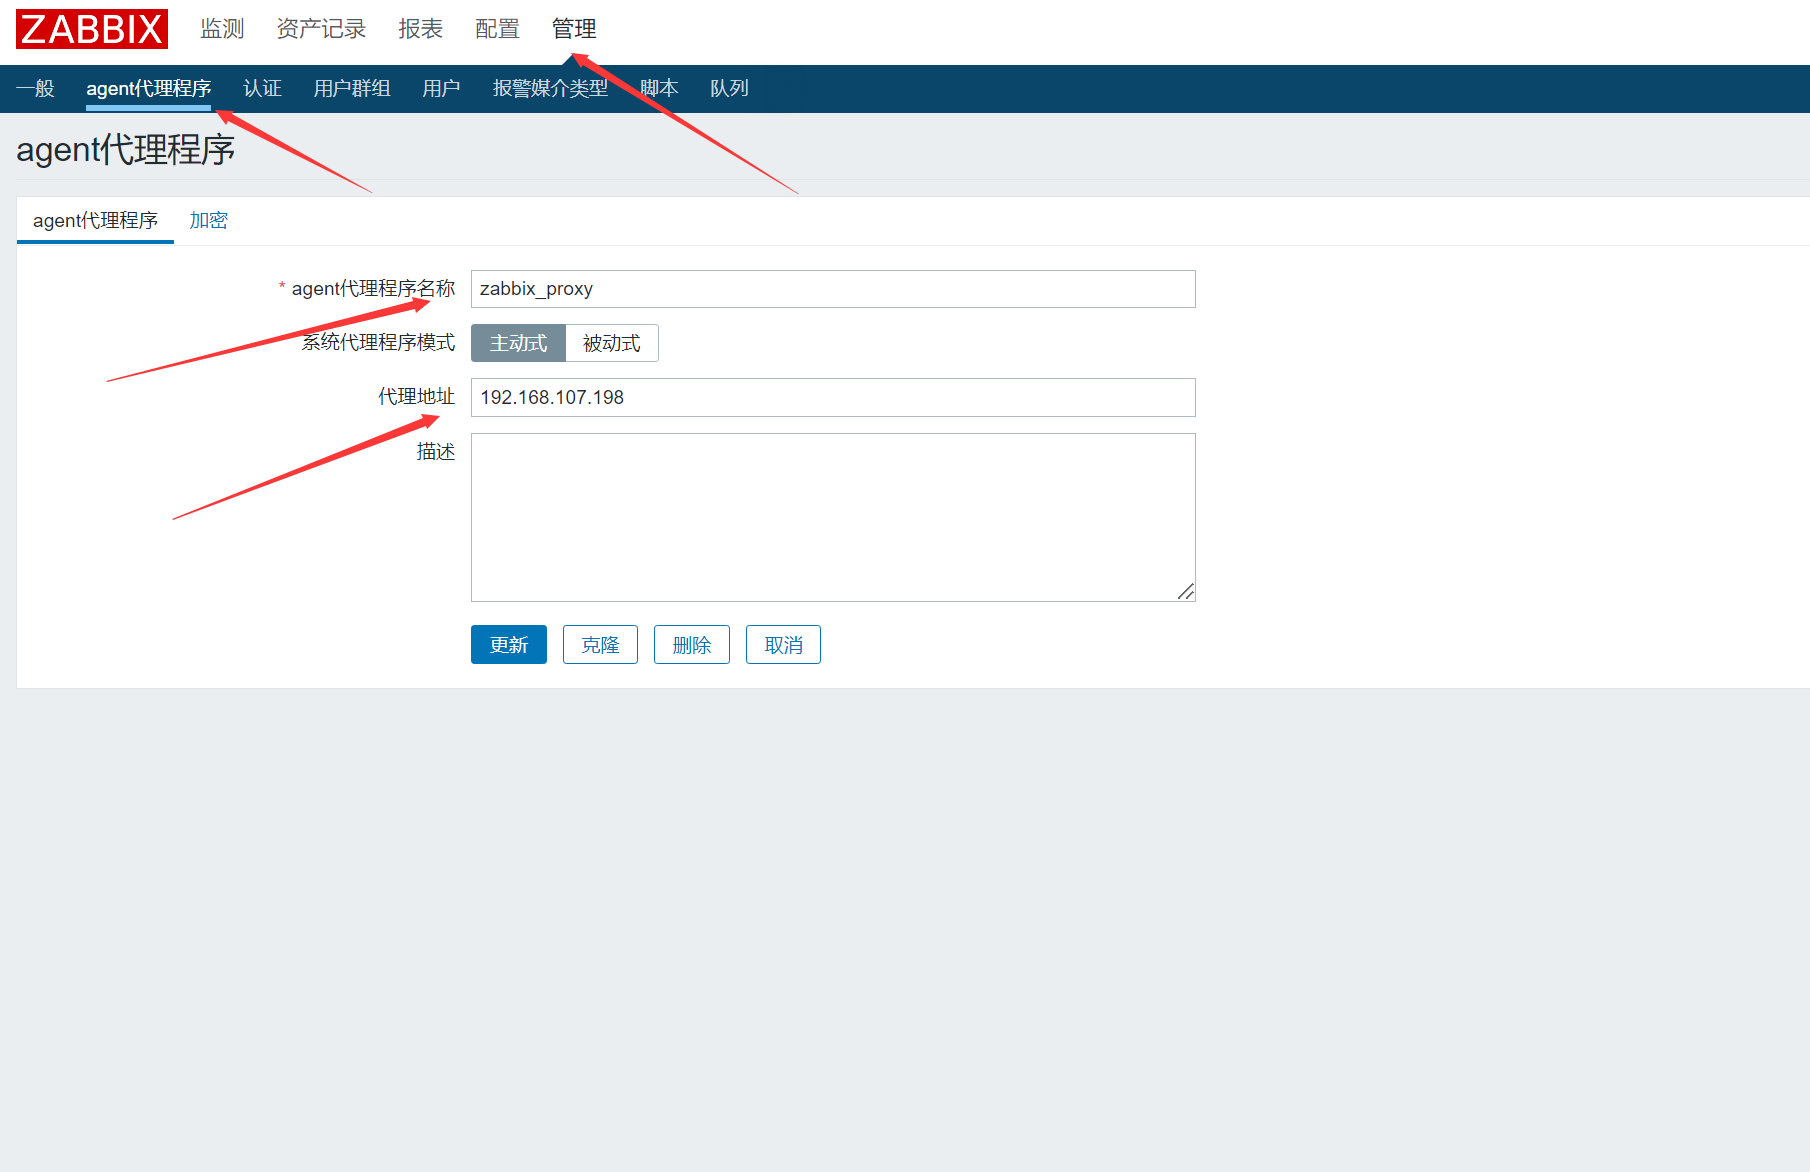 ZABBIX 监测 资产记录 报表 配置 管理
一般 agent代理程序 认证 用户群组 用户 报警媒介类型 脚本 队列
agent代理程序
agent代理程序 加密
* agent代理程序名称 zabbix_proxy
系统代理程序模式 主动式 被动式
代理地址 192.168.107.198
描述
更新 克隆 删除 取消